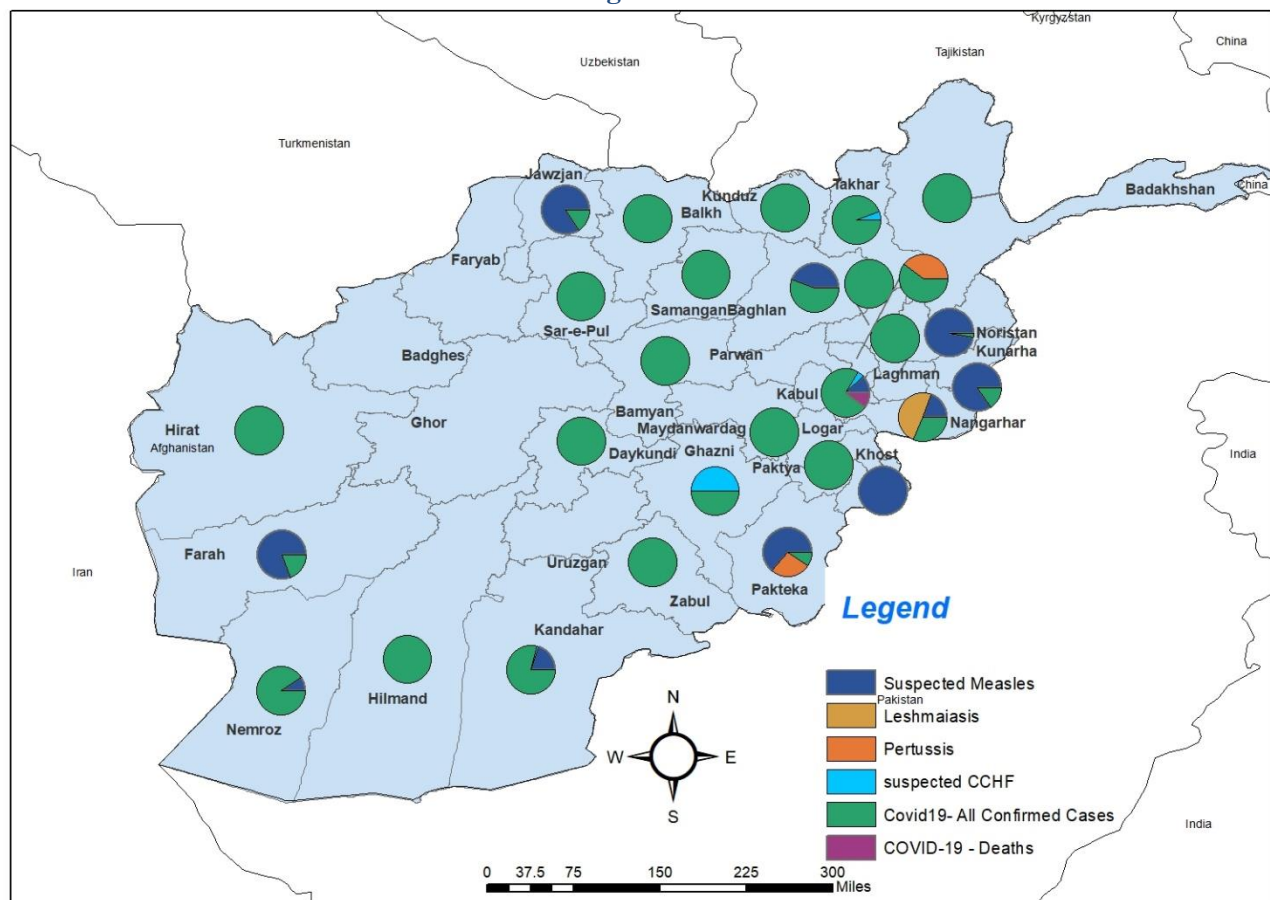 Kyrgyzstan
China
Tajikistan
Uzbekistan
Turkmenistan
Jawzjan
Kunduz
Takhar
Badakhshan
China
Balkh
Faryab
Samangan
Baghlan
Sar-e-Pul
Noristan
Kunarha
Badghes
Parwan
Laghman
Kabul
Bamyan
Ghor
Maydanwardag
Logar
Nangarhar
Hirat
Afghanistan
Daykundi
Ghazni
Paktya
Khost
India
Farah
Iran
Uruzgan
Zabul
Pakteka
Legend
Kandahar
Hilmand
Nemroz
Suspected Measles
Pakistan
Leshmaiasis
Pertussis
suspected CCHF
Covid19- All Confirmed Cases
COVID-19 - Deaths
N
W
E
S
India
0 37.5 75 150 225 300
Miles